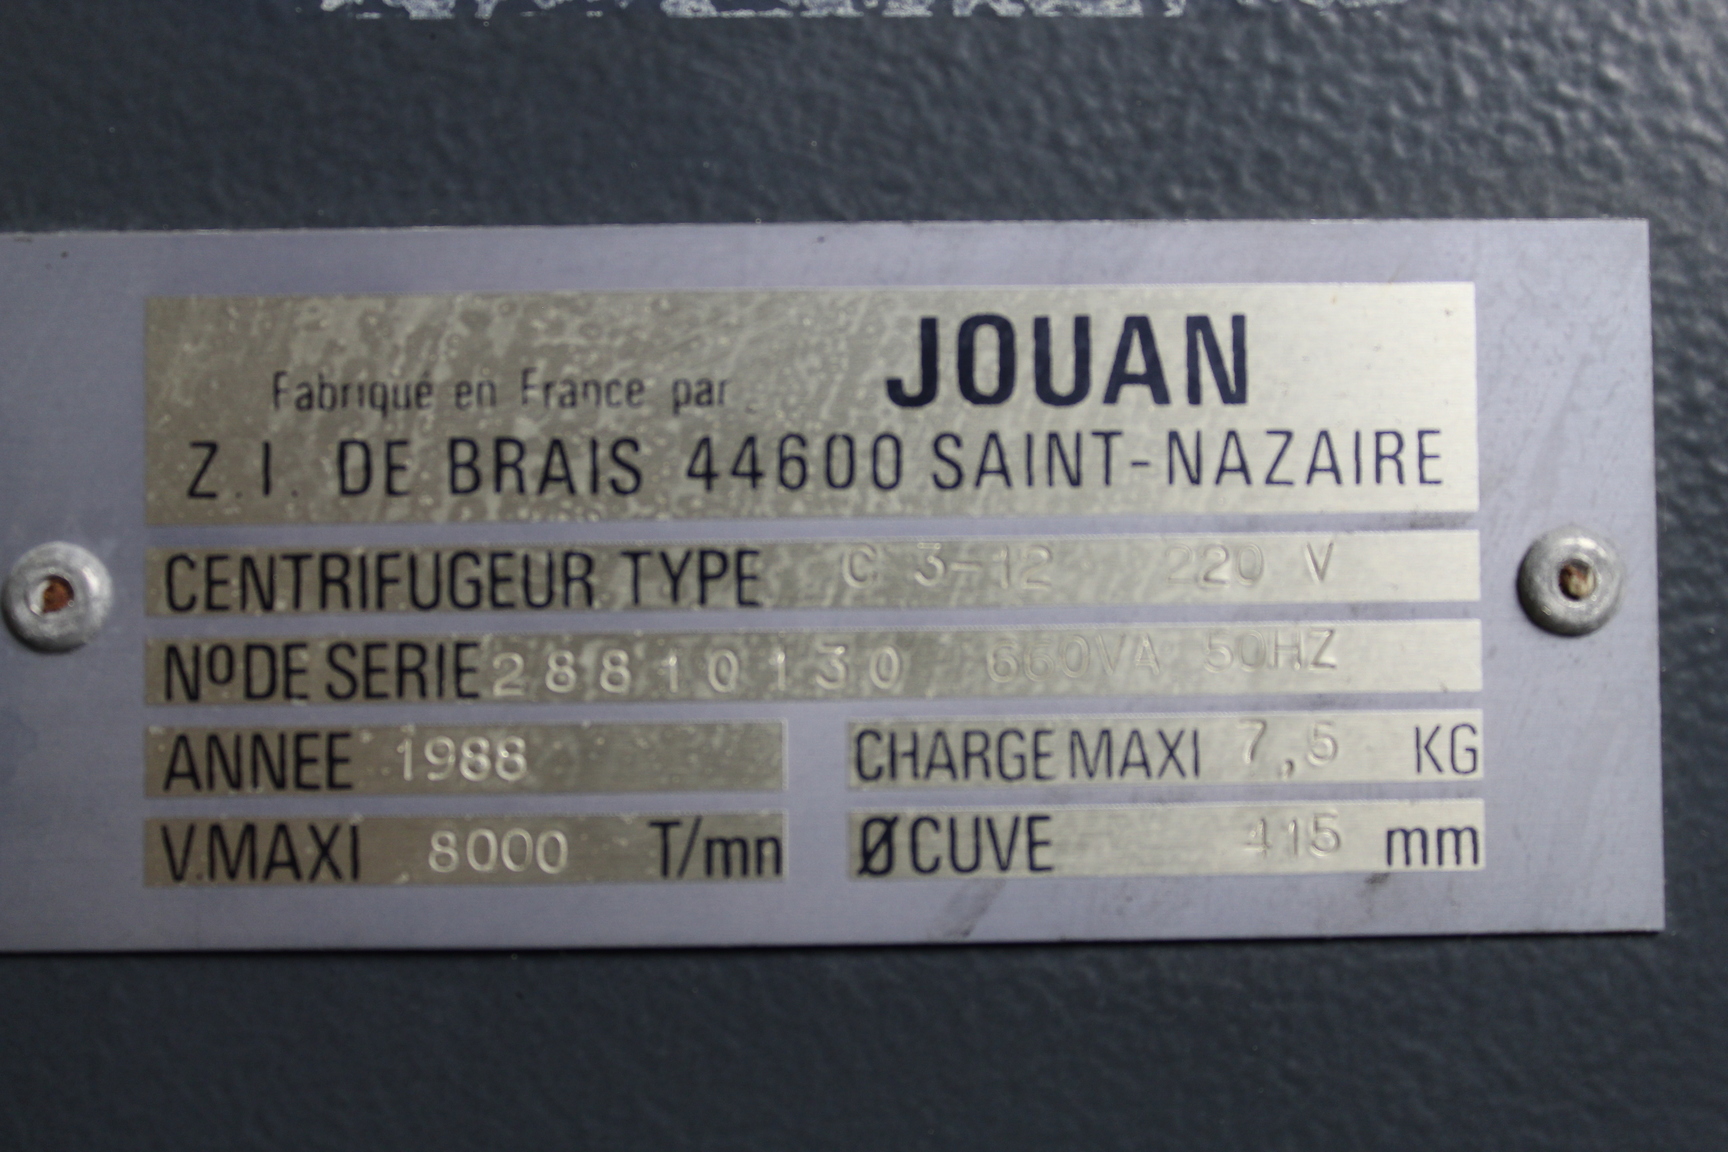 Fabriqué en France par JOUAN
Z.I. DE BRAIS 44600 SAINT-NAZAIRE
CENTRIFUGEUR TYPE C 3-12 220 V
NºDE SERIE 28810130 660VA 50HZ
ANNEE 1988 CHARGE MAXI 7,5 KG
V.MAXI 8000 T/mn Ø CUVE 415 mm